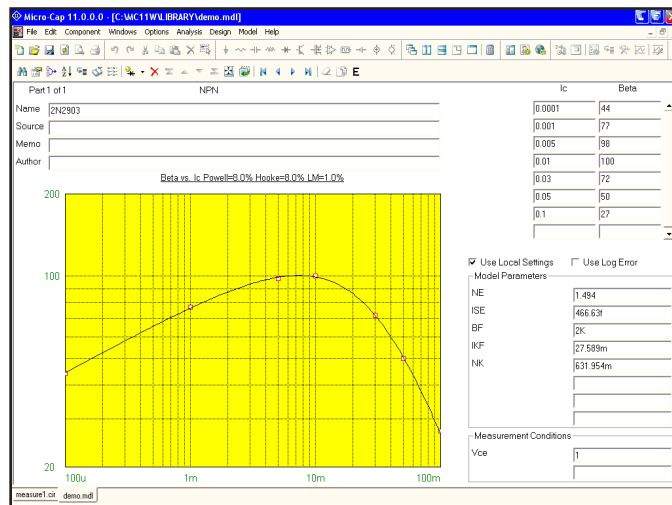 Micro-Cap 11.0.0.0 - [C:\MC11W\LIBRARY\demo.mdl]
File Edit Component Windows Options Analysis Design Model Help
E
Part 1 of 1 NPN Ic Beta
Name 2N2903
Source
Memo
Author
0.0001 44
0.001 77
0.005 98
0.01 100
0.03 72
0.05 50
0.1 27
Beta vs. Ic Powell=8.0% Hooke=8.0% LM=1.0%
200
100
20
100u 1m 10m 100m
Use Local Settings Use Log Error
Model Parameters
NE 1.494
ISE 466.63f
BF 2K
IKF 27.589m
NK 631.954m
Measurement Conditions
Vce 1
measure1.cir demo.mdl